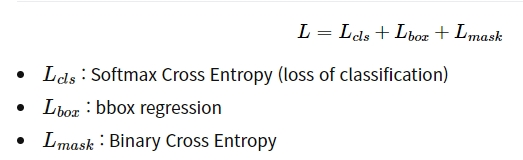 L = L_cls + L_box + L_mask
• L_cls : Softmax Cross Entropy (loss of classification)
• L_box : bbox regression
• L_mask : Binary Cross Entropy